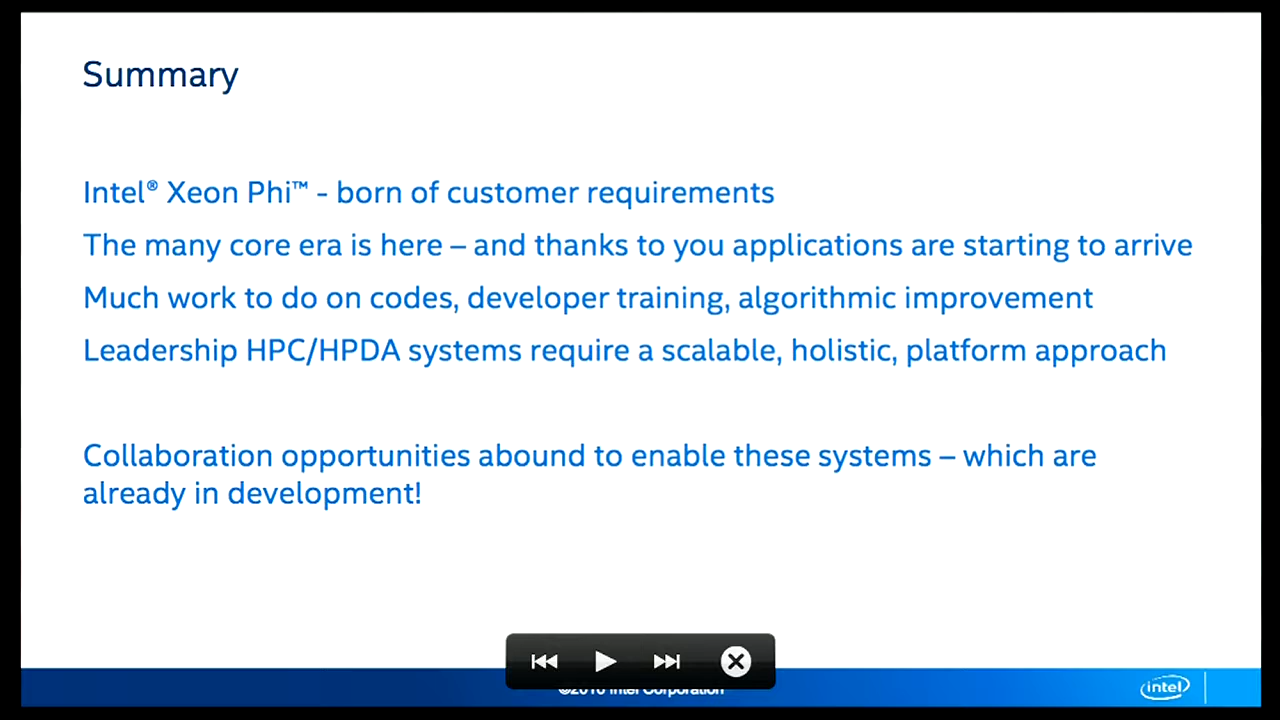 Summary
Intel® Xeon Phi™ - born of customer requirements
The many core era is here – and thanks to you applications are starting to arrive
Much work to do on codes, developer training, algorithmic improvement
Leadership HPC/HPDA systems require a scalable, holistic, platform approach
Collaboration opportunities abound to enable these systems – which are
already in development!
Intel Corporation
intel